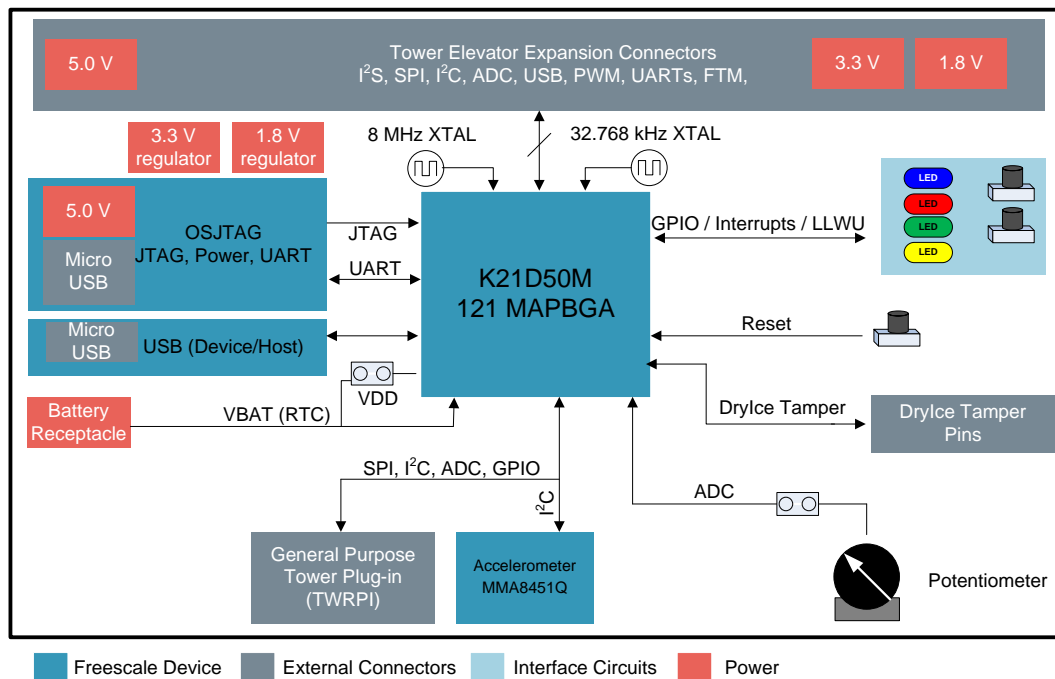 5.0 V
Tower Elevator Expansion Connectors
I²S, SPI, I²C, ADC, USB, PWM, UARTs, FTM,
3.3 V
1.8 V
3.3 V
regulator
1.8 V
regulator
8 MHz XTAL
32.768 kHz XTAL
5.0 V
Micro
USB
OSJTAG
JTAG, Power, UART
JTAG
UART
K21D50M
121 MAPBGA
GPIO / Interrupts / LLWU
LED
LED
LED
LED
Micro
USB
USB (Device/Host)
Reset
VDD
Battery
Receptacle
VBAT (RTC)
DryIce Tamper
DryIce Tamper
Pins
SPI, I²C, ADC, GPIO
I²C
ADC
General Purpose
Tower Plug-in
(TWRPI)
Accelerometer
MMA8451Q
Potentiometer
Freescale Device
External Connectors
Interface Circuits
Power